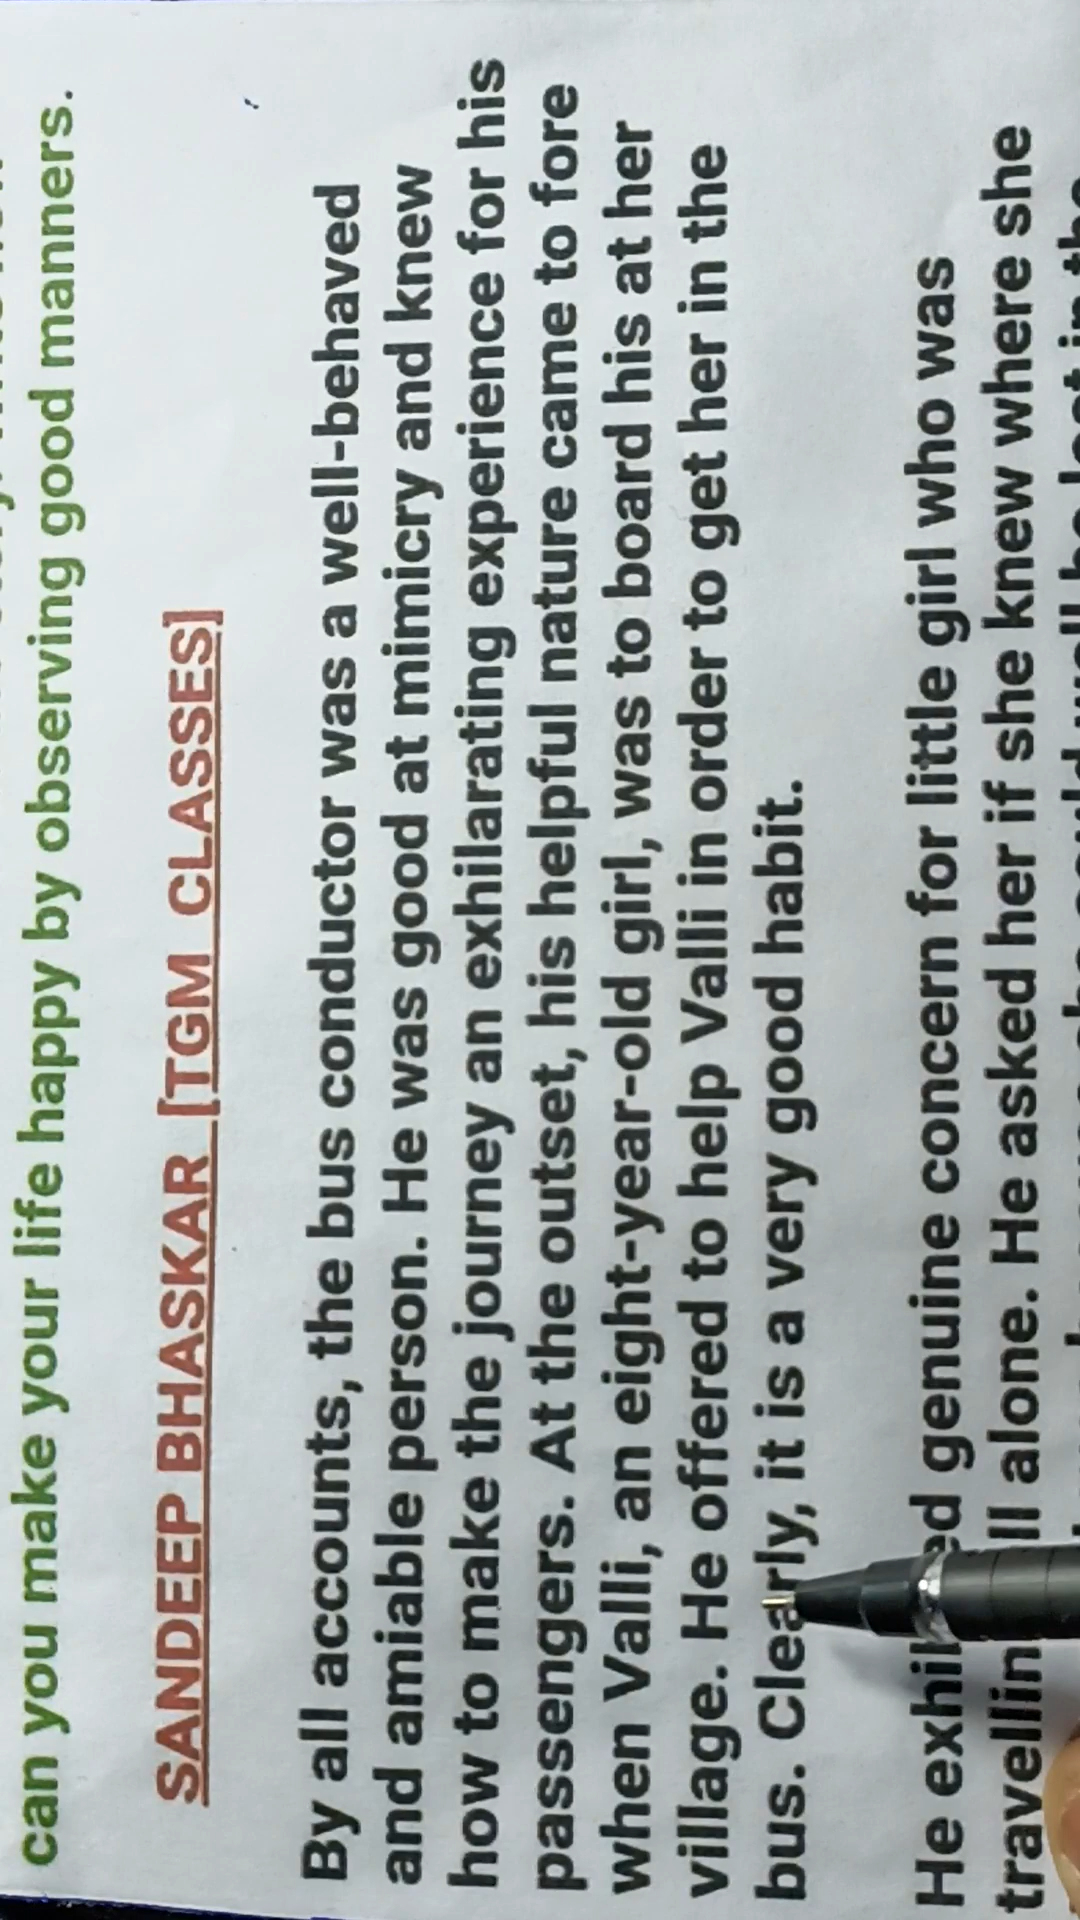 can you make your life happy by observing good manners.
SANDEEP BHASKAR [TGM CLASSES]
By all accounts, the bus conductor was a well-behaved
and amiable person. He was good at mimicry and knew
how to make the journey an exhilarating experience for his
passengers. At the outset, his helpful nature came to fore
when Valli, an eight-year-old girl, was to board his at her
village. He offered to help Valli in order to get her in the
bus. Clearly, it is a very good habit.
He genuine concern for little girl who was
alone. He asked her if she knew where she